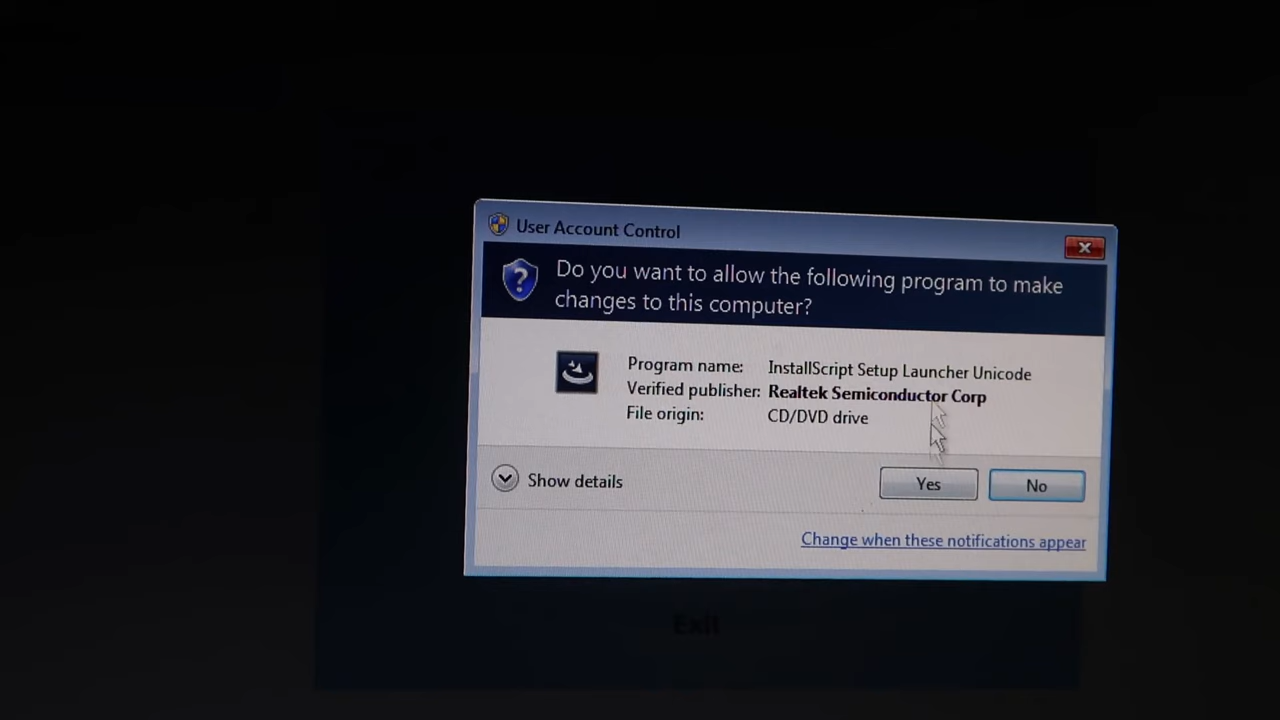 User Account Control
Do you want to allow the following program to make
changes to this computer?
Program name: InstallScript Setup Launcher Unicode
Verified publisher: Realtek Semiconductor Corp
File origin: CD/DVD drive
Show details
Yes
No
Change when these notifications appear
Exit